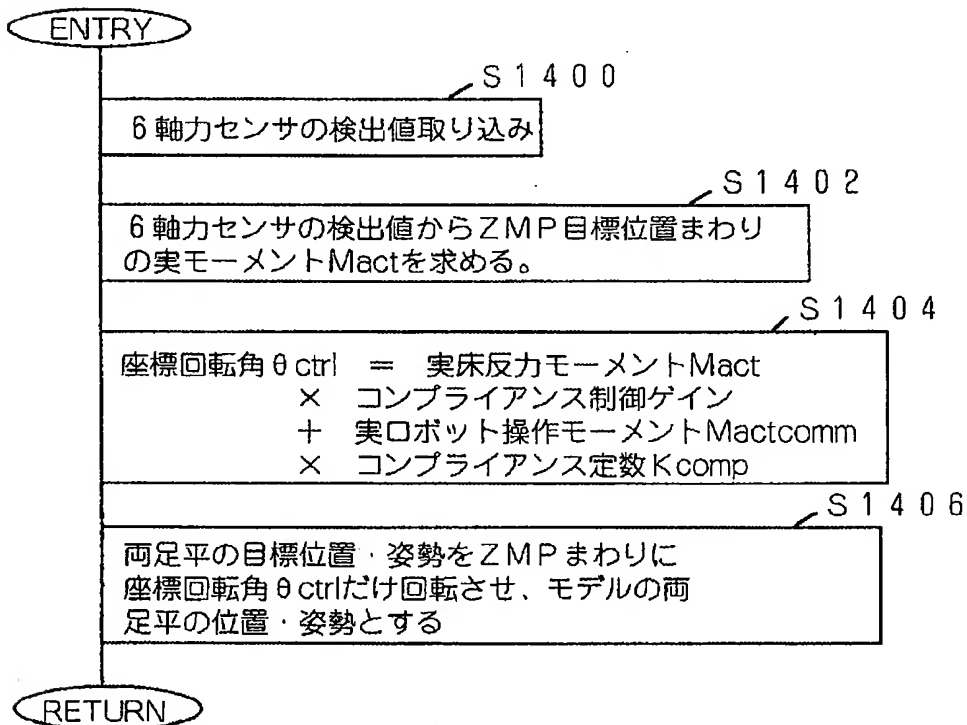 ENTRY
S1400
6軸力センサの検出値取り込み
S1402
6軸力センサの検出値からZMP目標位置まわり
の実モーメントMactを求める。
S1404
座標回転角θctrl ＝ 実床反力モーメントMact
× コンプライアンス制御ゲイン
＋ 実ロボット操作モーメントMactcomm
× コンプライアンス定数Kcomp
S1406
両足平の目標位置・姿勢をZMPまわりに
座標回転角θctrlだけ回転させ、モデルの両
足平の位置・姿勢とする
RETURN